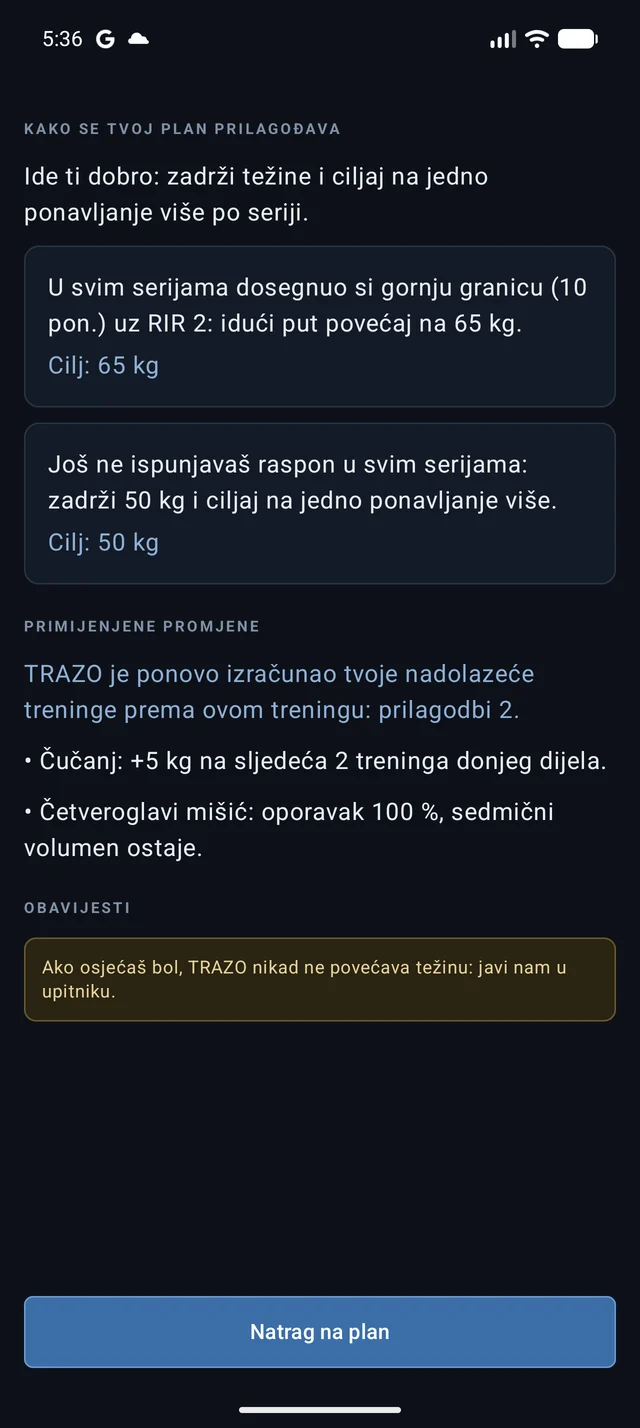 5:36
KAKO SE TVOJ PLAN PRILAGOĐAVA
Ide ti dobro: zadrži težine i ciljaj na jedno
ponavljanje više po seriji.
U svim serijama dosegnuo si gornju granicu (10
pon.) uz RIR 2: idući put povećaj na 65 kg.
Cilj: 65 kg
Još ne ispunjavaš raspon u svim serijama:
zadrži 50 kg i ciljaj na jedno ponavljanje više.
Cilj: 50 kg
PRIMIJENJENE PROMJENE
TRAZO je ponovo izračunao tvoje nadolazeće
treninge prema ovom treningu: prilagodbi 2.
• Čučanj: +5 kg na sljedeća 2 treninga donjeg dijela.
• Četveroglavi mišić: oporavak 100 %, sedmični
volumen ostaje.
OBAVIJESTI
Ako osjećaš bol, TRAZO nikad ne povećava težinu: javi nam u
upitniku.
Natrag na plan